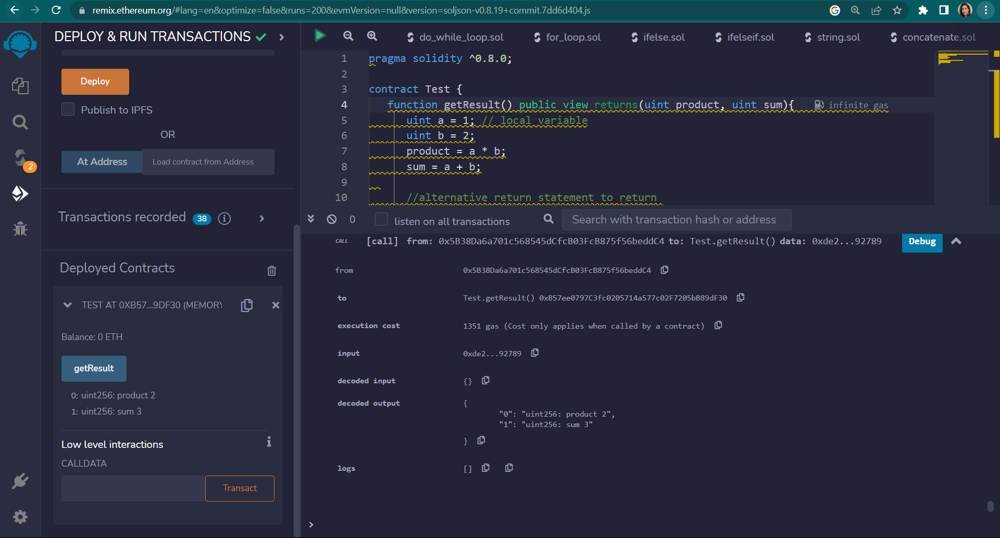 remix.ethereum.org/#lang=en&optimize=false&runs=200&evmVersion=null&version=soljson-v0.8.19+commit.7dd6d404.js
DEPLOY & RUN TRANSACTIONS
Deploy
Publish to IPFS
OR
At Address Load contract from Address
2
Transactions recorded 38 i
Deployed Contracts
TEST AT 0XB57...9DF30 (MEMORY
Balance: 0 ETH
getResult
0: uint256: product 2
1: uint256: sum 3
Low level interactions i
CALLDATA
Transact
do_while_loop.sol for_loop.sol ifelse.sol ifelseif.sol string.sol concatenate.sol
1 pragma solidity ^0.8.0;
2
3 contract Test {
4 function getResult() public view returns(uint product, uint sum){ infinite gas
5 uint a = 1; // local variable
6 uint b = 2;
7 product = a * b;
8 sum = a + b;
9
10 //alternative return statement to return
0 listen on all transactions Search with transaction hash or address
CALL [call] from: 0x5B38Da6a701c568545dCfcB03FcB875f56beddC4 to: Test.getResult() data: 0xde2...92789 Debug
from 0x5B38Da6a701c568545dCfcB03FcB875f56beddC4
to Test.getResult() 0xB57ee0797C3fc0205714a577c02F7205bB89dF30
execution cost 1351 gas (Cost only applies when called by a contract)
input 0xde2...92789
decoded input {}
decoded output {
"0": "uint256: product 2",
"1": "uint256: sum 3"
}
logs []
>